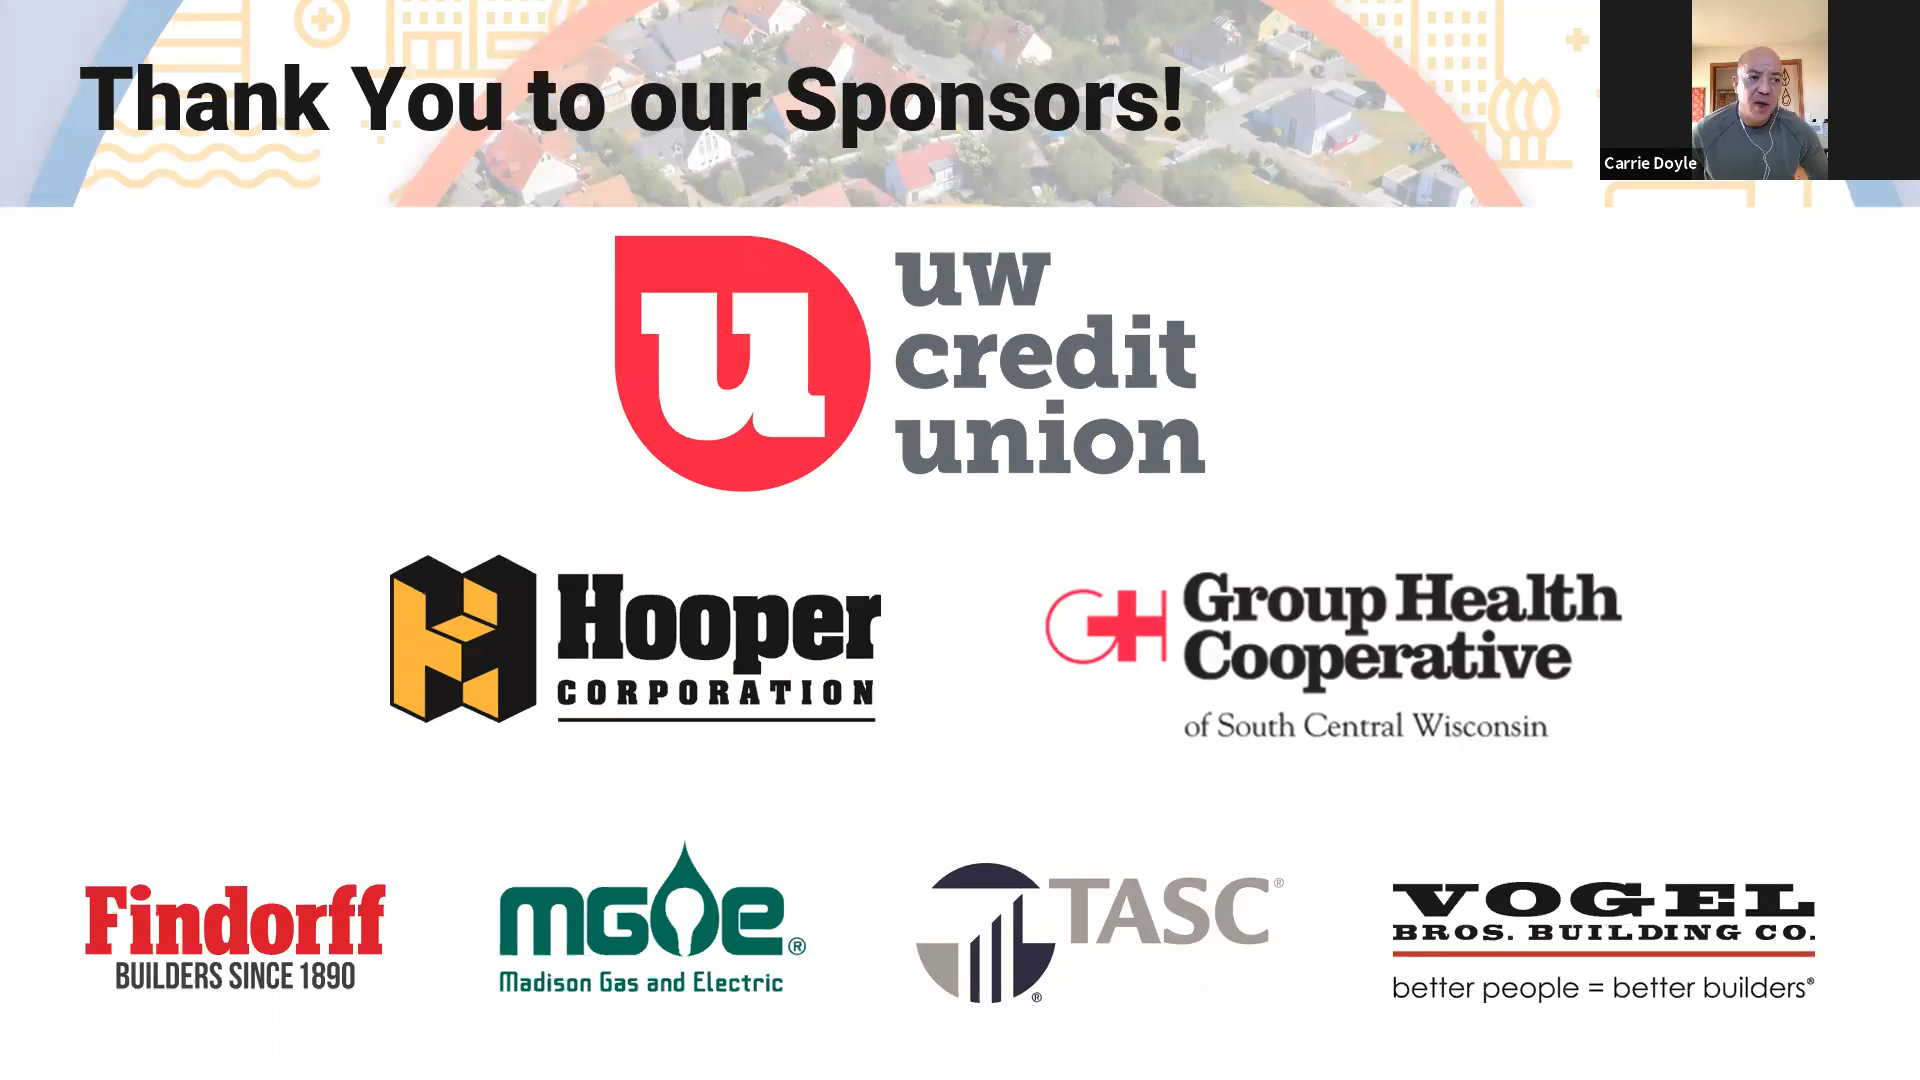 Thank You to our Sponsors!
Carrie Doyle
u
uw
credit
union
Hooper
CORPORATION
GH
Group Health
Cooperative
of South Central Wisconsin
Findorff
BUILDERS SINCE 1890
mge®
Madison Gas and Electric
TASC®
®
VOGEL
BROS. BUILDING CO.
better people = better builders®